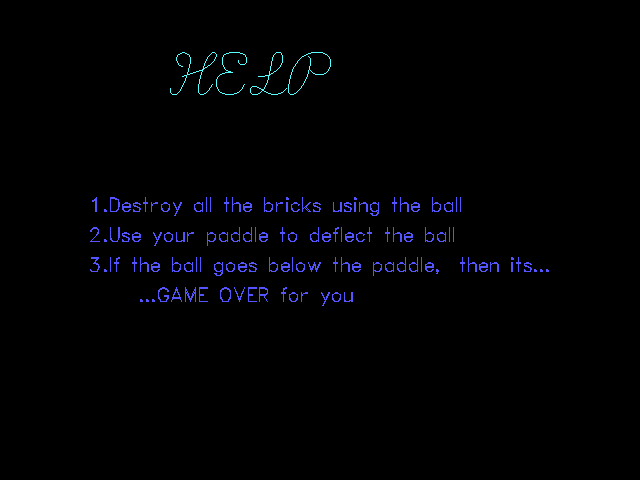 HELP
1.Destroy all the bricks using the ball
2.Use your paddle to deflect the ball
3.If the ball goes below the paddle, then its...
...GAME OVER for you